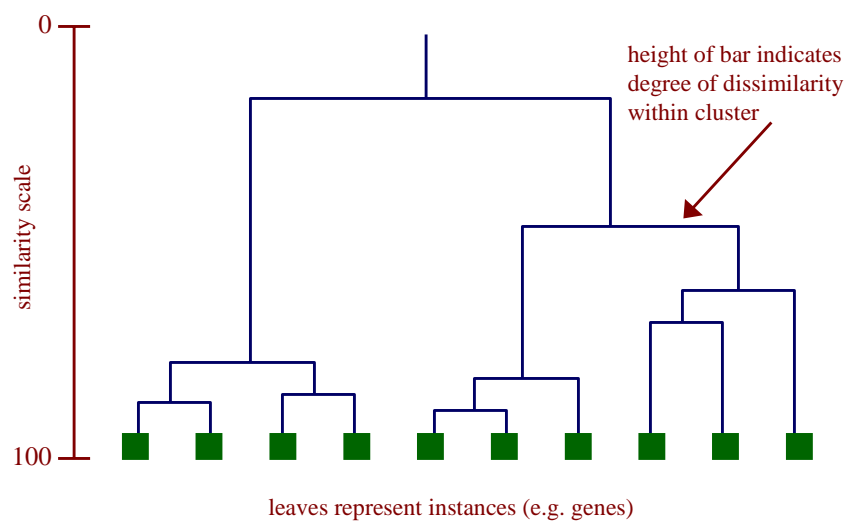 0
height of bar indicates
degree of dissimilarity
within cluster
similarity scale
100
leaves represent instances (e.g. genes)